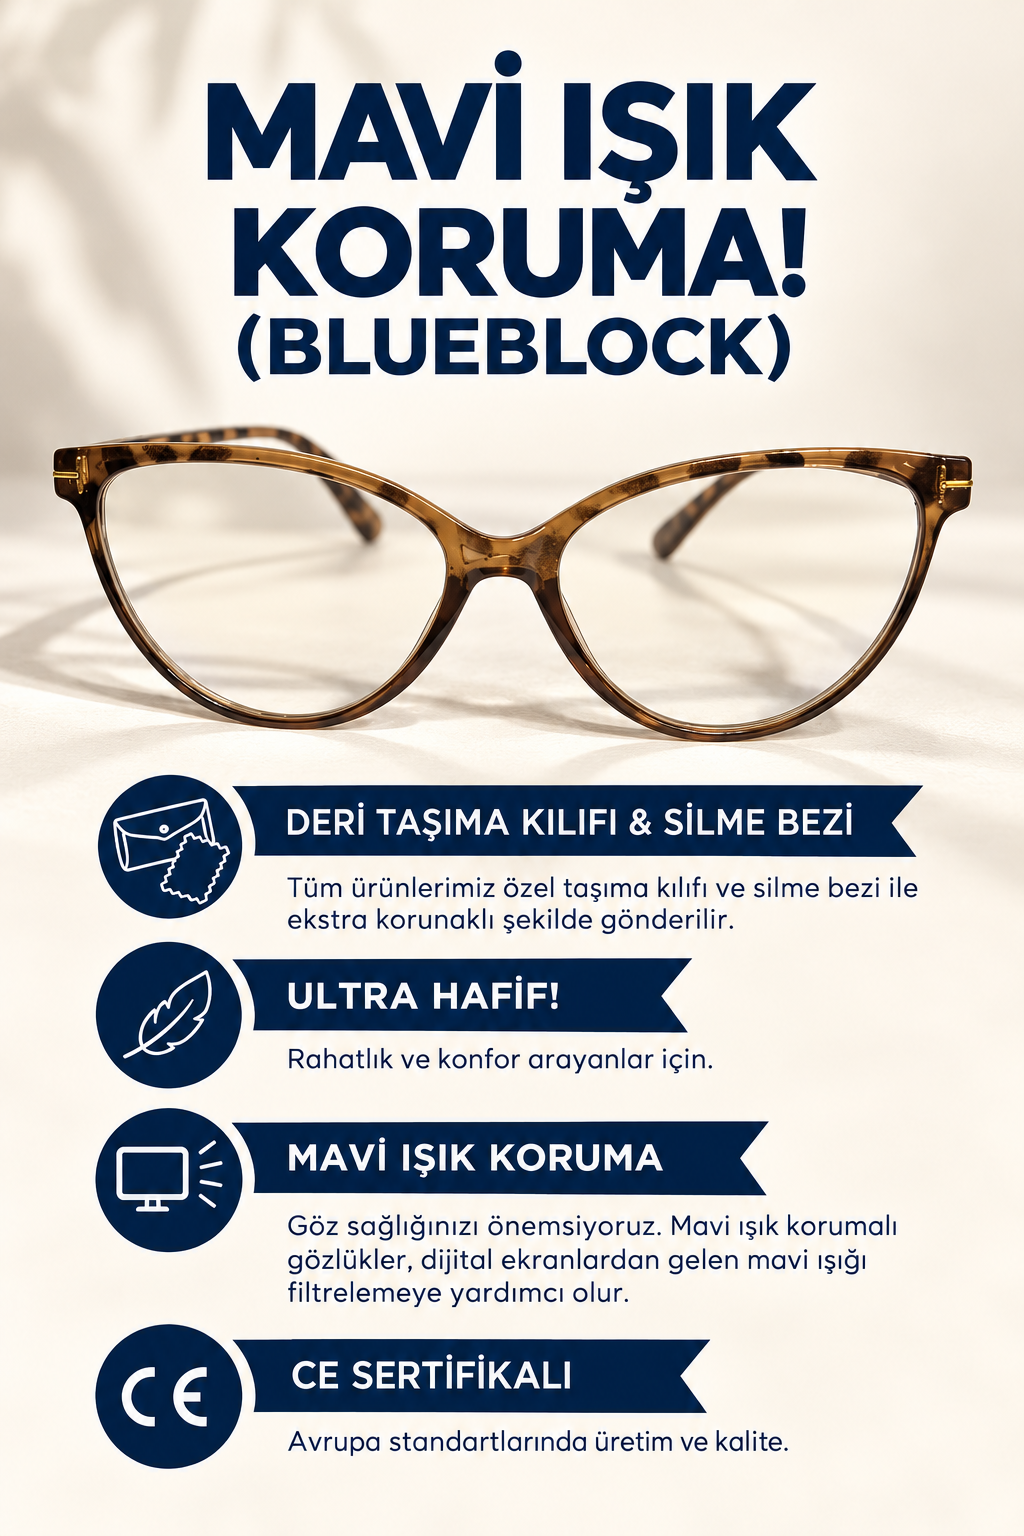 MAVİ IŞIK
KORUMA!
(BLUEBLOCK)
DERİ TAŞIMA KILIFI & SİLME BEZİ
Tüm ürünlerimiz özel taşıma kılıfı ve silme bezi ile
ekstra korunaklı şekilde gönderilir.
ULTRA HAFİF!
Rahatlık ve konfor arayanlar için.
MAVİ IŞIK KORUMA
Göz sağlığınızı önemsiyoruz. Mavi ışık korumalı
gözlükler, dijital ekranlardan gelen mavi ışığı
filtrelemeye yardımcı olur.
CE
CE SERTİFİKALI
Avrupa standartlarında üretim ve kalite.